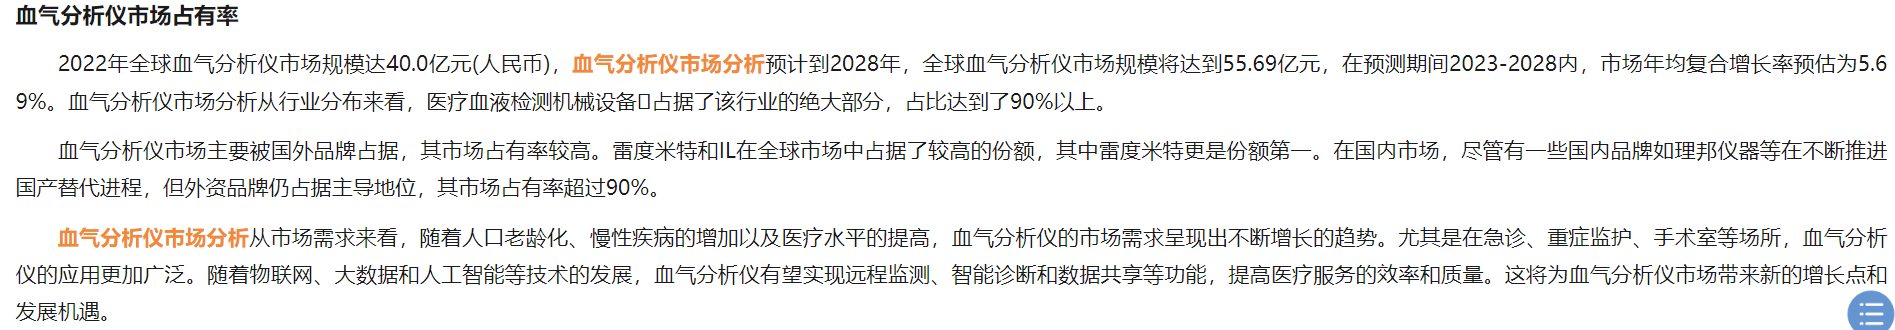 血气分析仪市场占有率
2022年全球血气分析仪市场规模达40.0亿元(人民币)，血气分析仪市场分析预计到2028年，全球血气分析仪市场规模将达到55.69亿元，在预测期间2023-2028内，市场年均复合增长率预估为5.6
9%。血气分析仪市场分析从行业分布来看，医疗血液检测机械设备▯占据了该行业的绝大部分，占比达到了90%以上。
血气分析仪市场主要被国外品牌占据，其市场占有率较高。雷度米特和IL在全球市场中占据了较高的份额，其中雷度米特更是份额第一。在国内市场，尽管有一些国内品牌如理邦仪器等在不断推进
国产替代进程，但外资品牌仍占据主导地位，其市场占有率超过90%。
血气分析仪市场分析从市场需求来看，随着人口老龄化、慢性疾病的增加以及医疗水平的提高，血气分析仪的市场需求呈现出不断增长的趋势。尤其是在急诊、重症监护、手术室等场所，血气分析
仪的应用更加广泛。随着物联网、大数据和人工智能等技术的发展，血气分析仪有望实现远程监测、智能诊断和数据共享等功能，提高医疗服务的效率和质量。这将为血气分析仪市场带来新的增长点和
发展机遇。